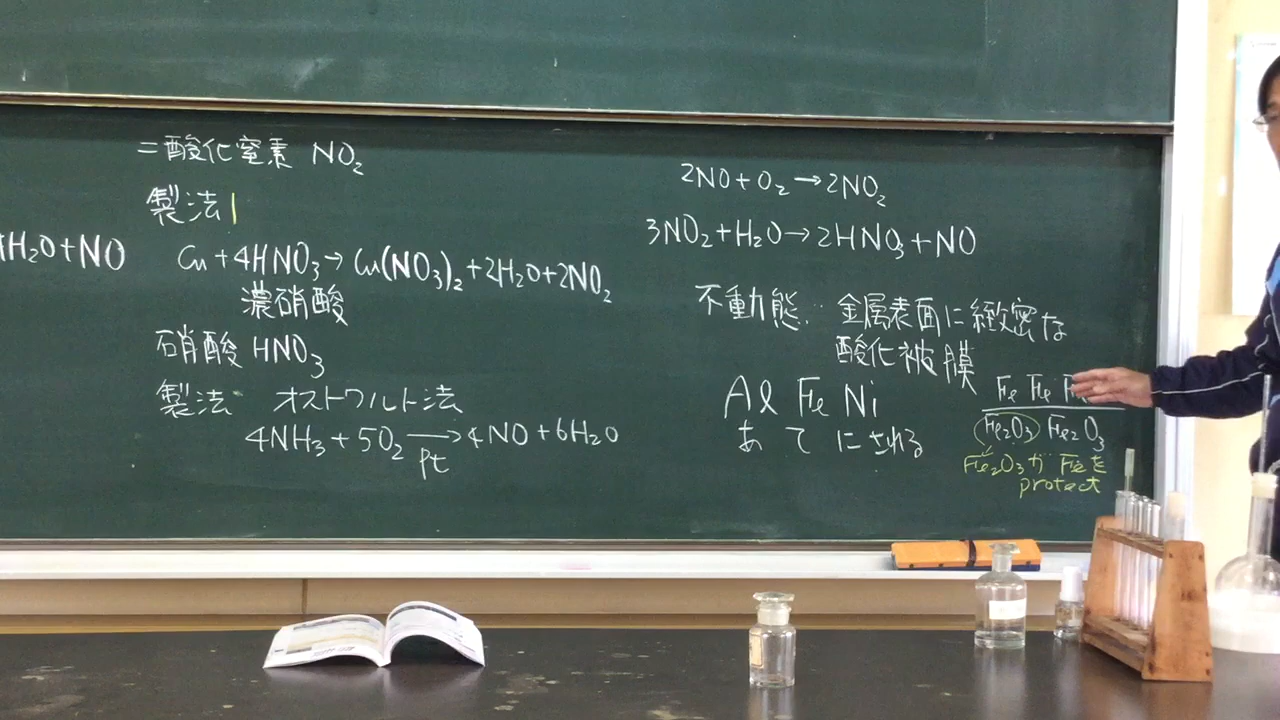 二酸化窒素 NO₂
製法1
H₂O+NO
Cu+4HNO₃→Cu(NO₃)₂+2H₂O+2NO₂
濃硝酸
硝酸 HNO₃
製法 オストワルト法
4NH₃+5O₂→4NO+6H₂O
Pt
2NO+O₂→2NO₂
3NO₂+H₂O→2HNO₃+NO
不動態…金属表面に緻密な
酸化被膜
Al Fe Ni
あ て にされる
Fe Fe
Fe₂O₃ Fe₂O₃
Fe₂O₃が Feを
protect